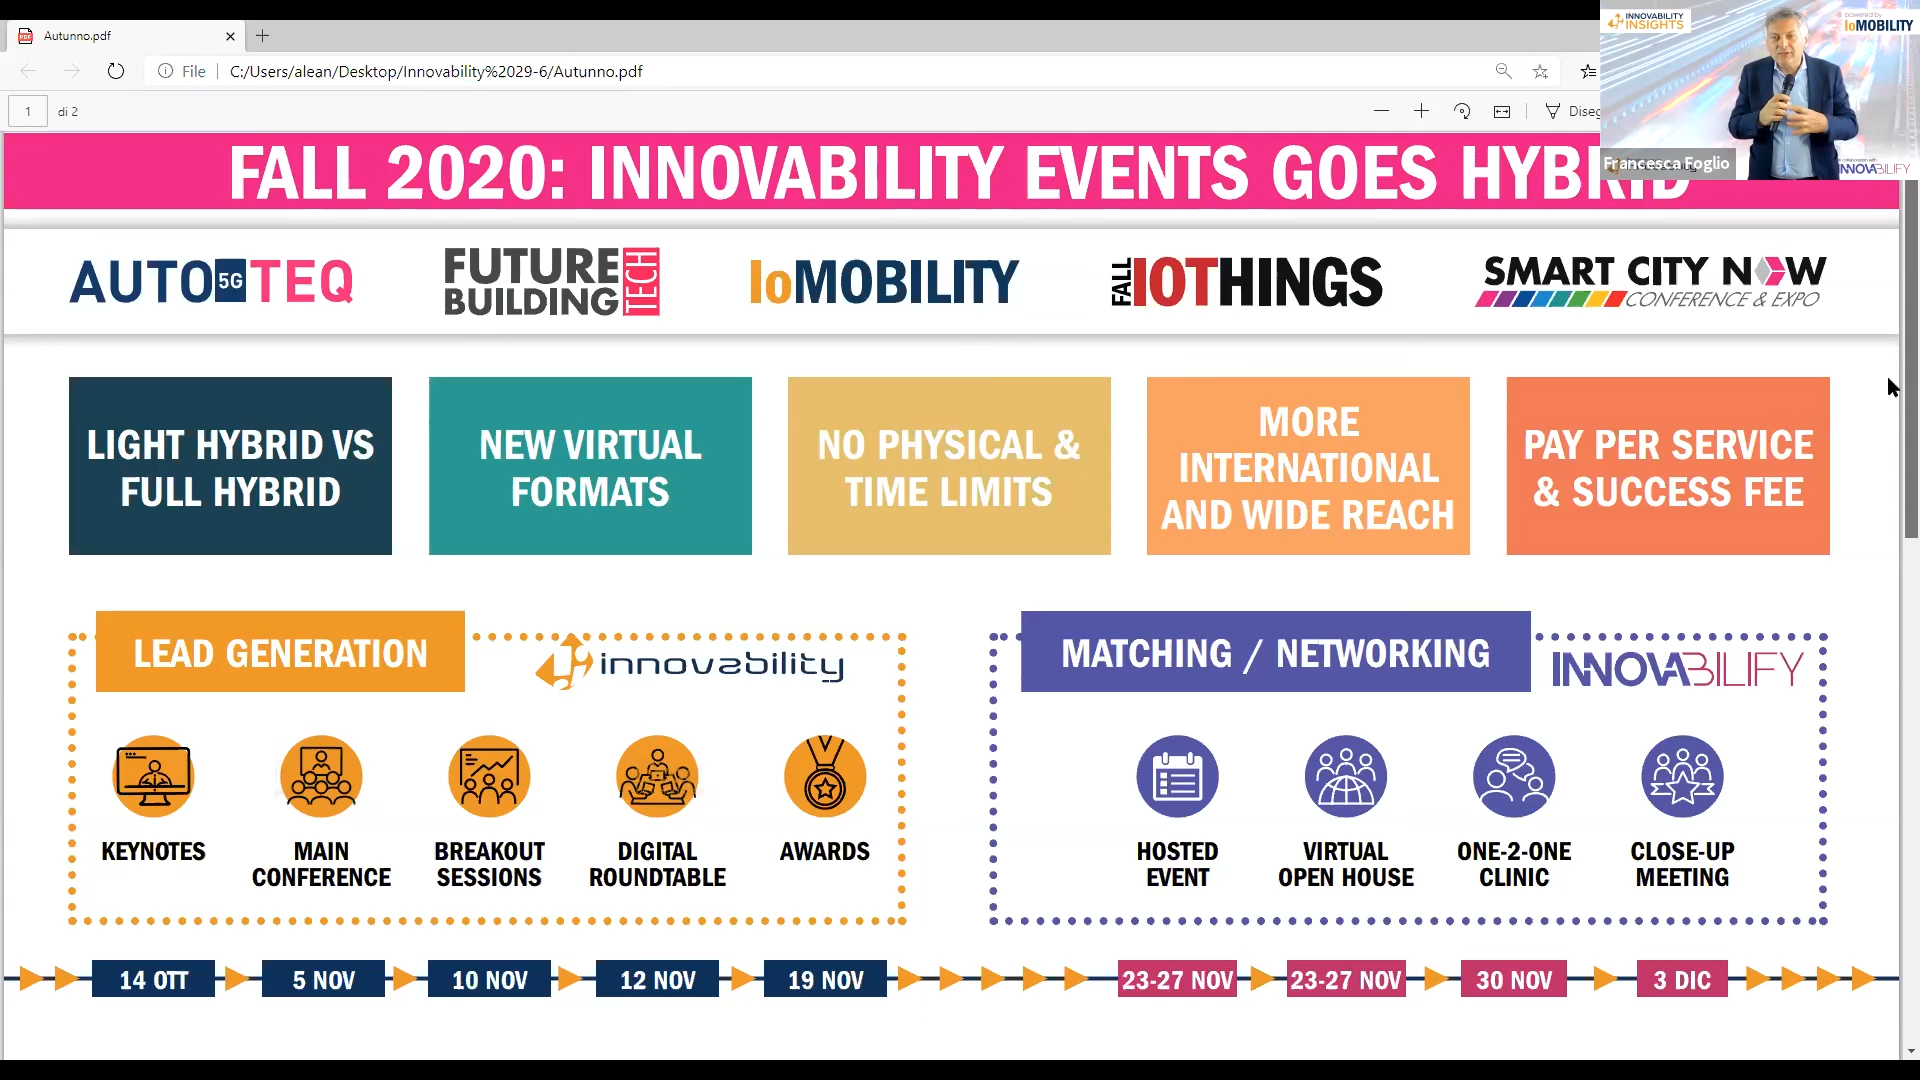 Autunno.pdf
File
C:/Users/alean/Desktop/Innovability%2029-6/Autunno.pdf
1
di 2
INNOVABILITY
INSIGHTS
powered by
IoMOBILITY
Francesca Foglio
INNOVABILIFY
FALL 2020: INNOVABILITY EVENTS GOES HYBRID
AUTO 5G TEQ
FUTURE
BUILDING
TECH
IoMOBILITY
FALL IOTHINGS
SMART CITY NOW
CONFERENCE & EXPO
LIGHT HYBRID VS
FULL HYBRID
NEW VIRTUAL
FORMATS
NO PHYSICAL &
TIME LIMITS
MORE
INTERNATIONAL
AND WIDE REACH
PAY PER SERVICE
& SUCCESS FEE
LEAD GENERATION
innovability
KEYNOTES
MAIN
CONFERENCE
BREAKOUT
SESSIONS
DIGITAL
ROUNDTABLE
AWARDS
MATCHING / NETWORKING
INNOVABILIFY
HOSTED
EVENT
VIRTUAL
OPEN HOUSE
ONE-2-ONE
CLINIC
CLOSE-UP
MEETING
14 OTT
5 NOV
10 NOV
12 NOV
19 NOV
23-27 NOV
23-27 NOV
30 NOV
3 DIC